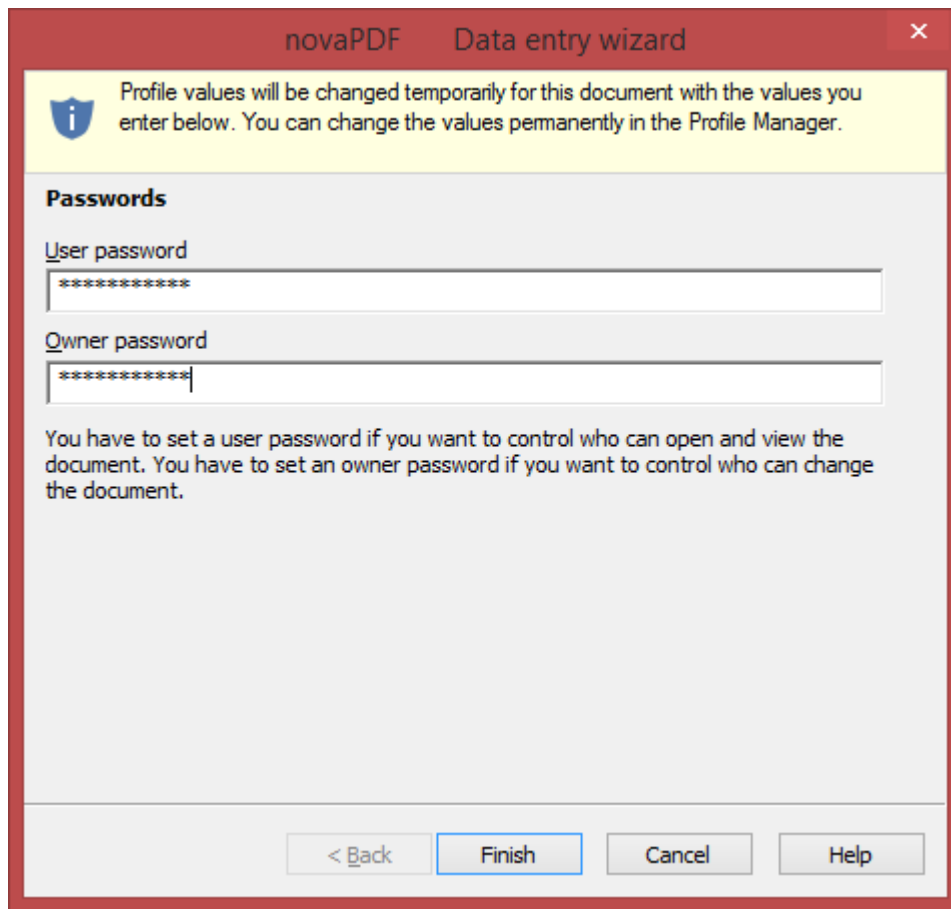 novaPDF Data entry wizard
Profile values will be changed temporarily for this document with the values you
enter below. You can change the values permanently in the Profile Manager.
Passwords
User password
***********
Owner password
***********
You have to set a user password if you want to control who can open and view the
document. You have to set an owner password if you want to control who can change
the document.
< Back
Finish
Cancel
Help